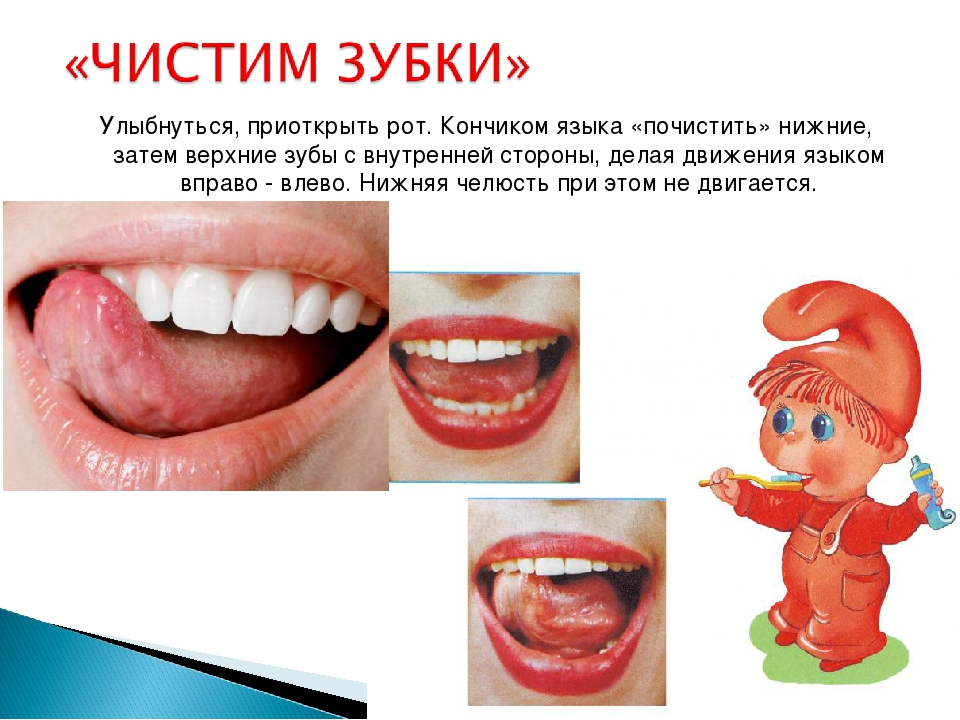 «ЧИСТИМ ЗУБКИ»
Улыбнуться, приоткрыть рот. Кончиком языка «почистить» нижние,
затем верхние зубы с внутренней стороны, делая движения языком
вправо - влево. Нижняя челюсть при этом не двигается.